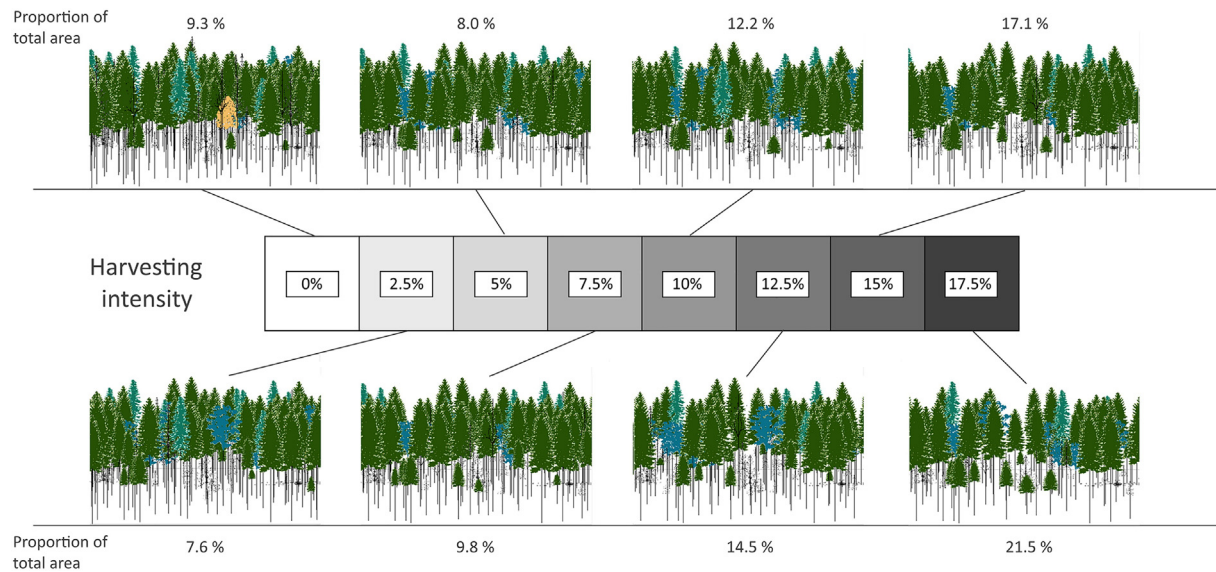 Proportion of
total area
9.3 %
8.0 %
12.2 %
17.1 %
Harvesting
intensity
0%
2.5%
5%
7.5%
10%
12.5%
15%
17.5%
Proportion of
total area
7.6 %
9.8 %
14.5 %
21.5 %